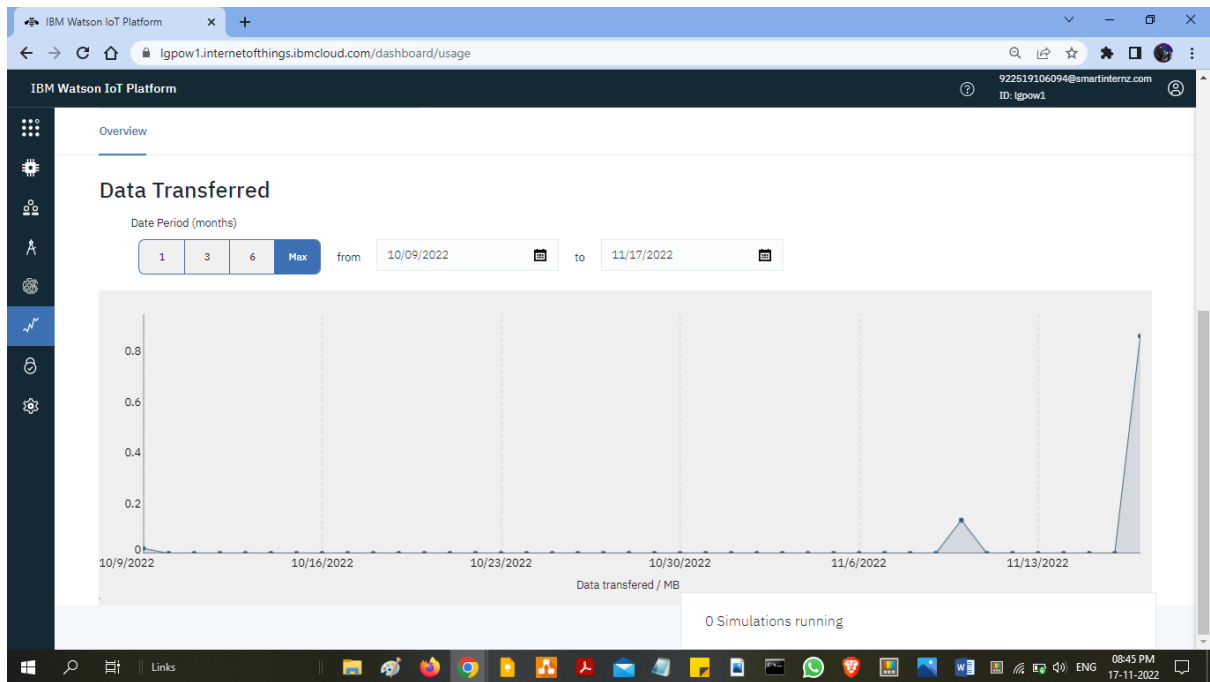 IBM Watson IoT Platform
lgpow1.internetofthings.ibmcloud.com/dashboard/usage
IBM Watson IoT Platform
922519106094@smartinternz.com
ID: lgpow1
Overview
Data Transferred
Date Period (months)
1 3 6 Max from 10/09/2022 to 11/17/2022
0.8
0.6
0.4
0.2
0
10/9/2022 10/16/2022 10/23/2022 10/30/2022 11/6/2022 11/13/2022
Data transfered / MB
0 Simulations running
Links
ENG
08:45 PM
17-11-2022